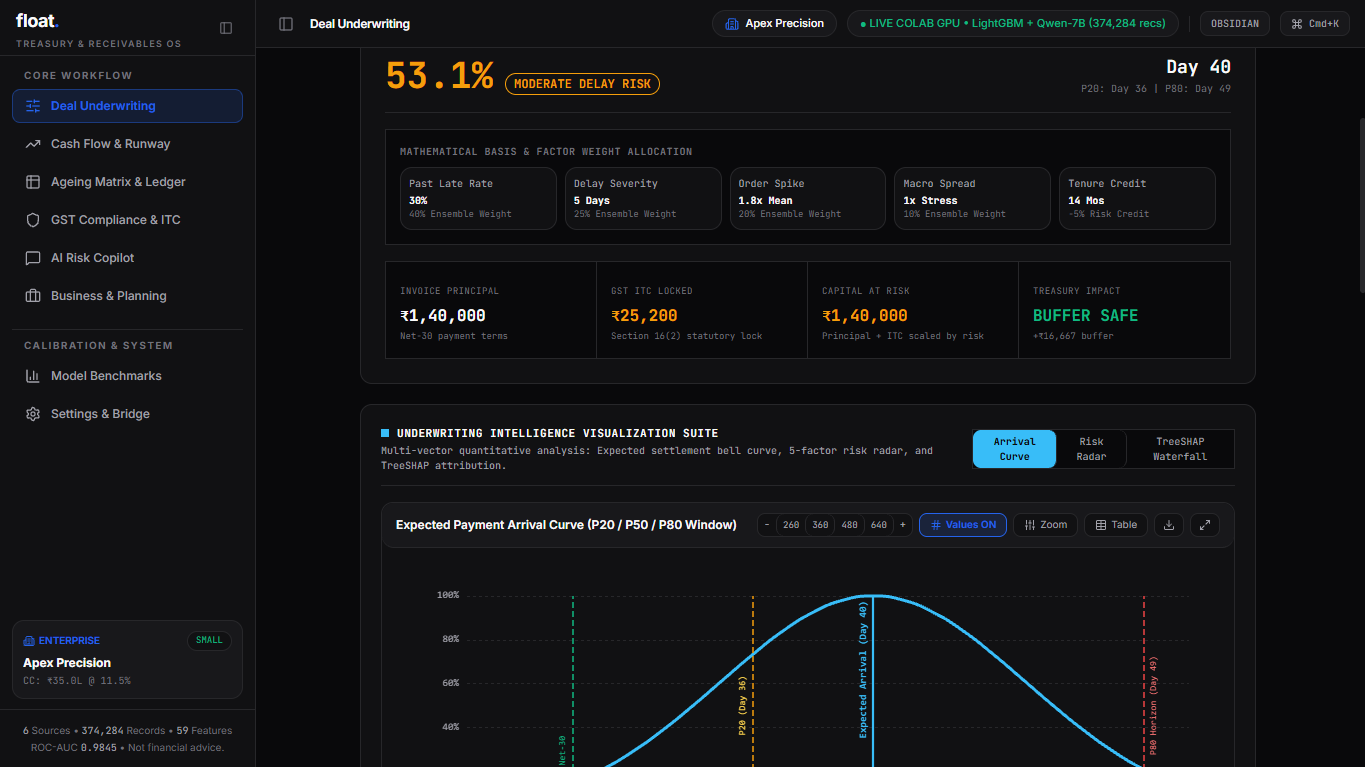 float.
TREASURY & RECEIVABLES OS
CORE WORKFLOW
Deal Underwriting
Cash Flow & Runway
Ageing Matrix & Ledger
GST Compliance & ITC
AI Risk Copilot
Business & Planning
CALIBRATION & SYSTEM
Model Benchmarks
Settings & Bridge
ENTERPRISE
SMALL
Apex Precision
CC: ₹35.0L @ 11.5%
6 Sources • 374,284 Records • 59 Features
ROC-AUC 0.9845 • Not financial advice.
Deal Underwriting
Apex Precision
LIVE COLAB GPU • LightGBM + Qwen-7B (374,284 recs)
OBSIDIAN
⌘ Cmd+K
53.1%
MODERATE DELAY RISK
Day 40
P20: Day 36 | P80: Day 49
MATHEMATICAL BASIS & FACTOR WEIGHT ALLOCATION
Past Late Rate
30%
40% Ensemble Weight
Delay Severity
5 Days
25% Ensemble Weight
Order Spike
1.8x Mean
20% Ensemble Weight
Macro Spread
1x Stress
10% Ensemble Weight
Tenure Credit
14 Mos
-5% Risk Credit
INVOICE PRINCIPAL
₹1,40,000
Net-30 payment terms
GST ITC LOCKED
₹25,200
Section 16(2) statutory lock
CAPITAL AT RISK
₹1,40,000
Principal + ITC scaled by risk
TREASURY IMPACT
BUFFER SAFE
+₹16,667 buffer
UNDERWRITING INTELLIGENCE VISUALIZATION SUITE
Multi-vector quantitative analysis: Expected settlement bell curve, 5-factor risk radar, and
TreeSHAP attribution.
Arrival
Curve
Risk
Radar
TreeSHAP
Waterfall
Expected Payment Arrival Curve (P20 / P50 / P80 Window)
- 260 360 480 640 +
# Values ON
Zoom
Table
100%
80%
60%
40%
Net-30
P20 (Day 36)
Expected Arrival (Day 40)
P80 Horizon (Day 49)